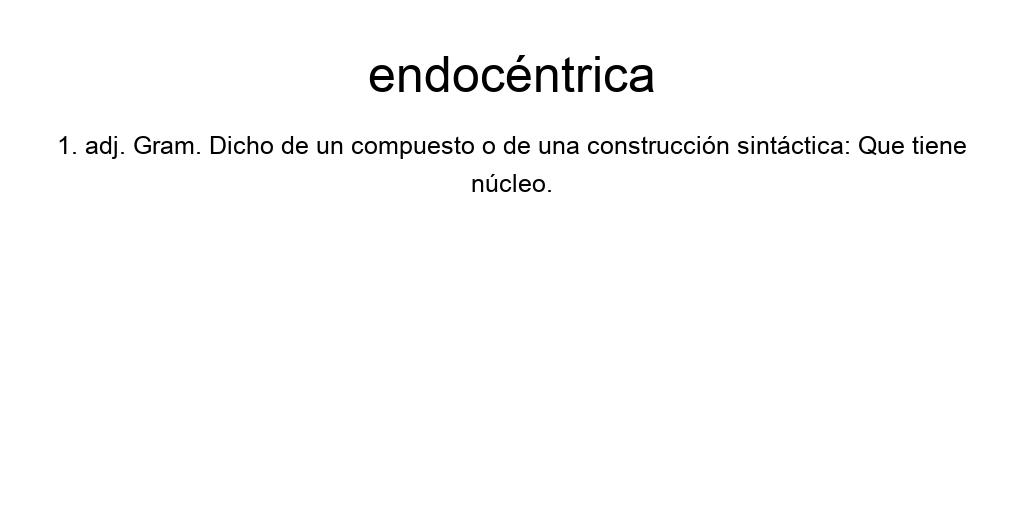 endocéntrica
1. adj. Gram. Dicho de un compuesto o de una construcción sintáctica: Que tiene
núcleo.